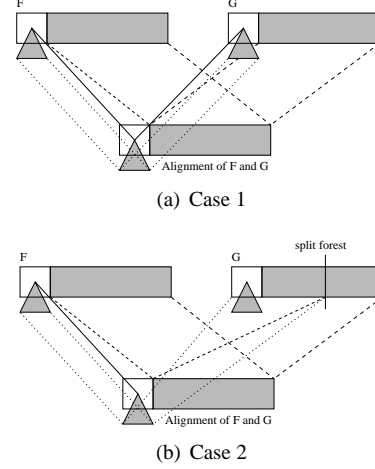 F
G
Alignment of F and G
(a) Case 1
split forest
F
G
Alignment of F and G
(b) Case 2